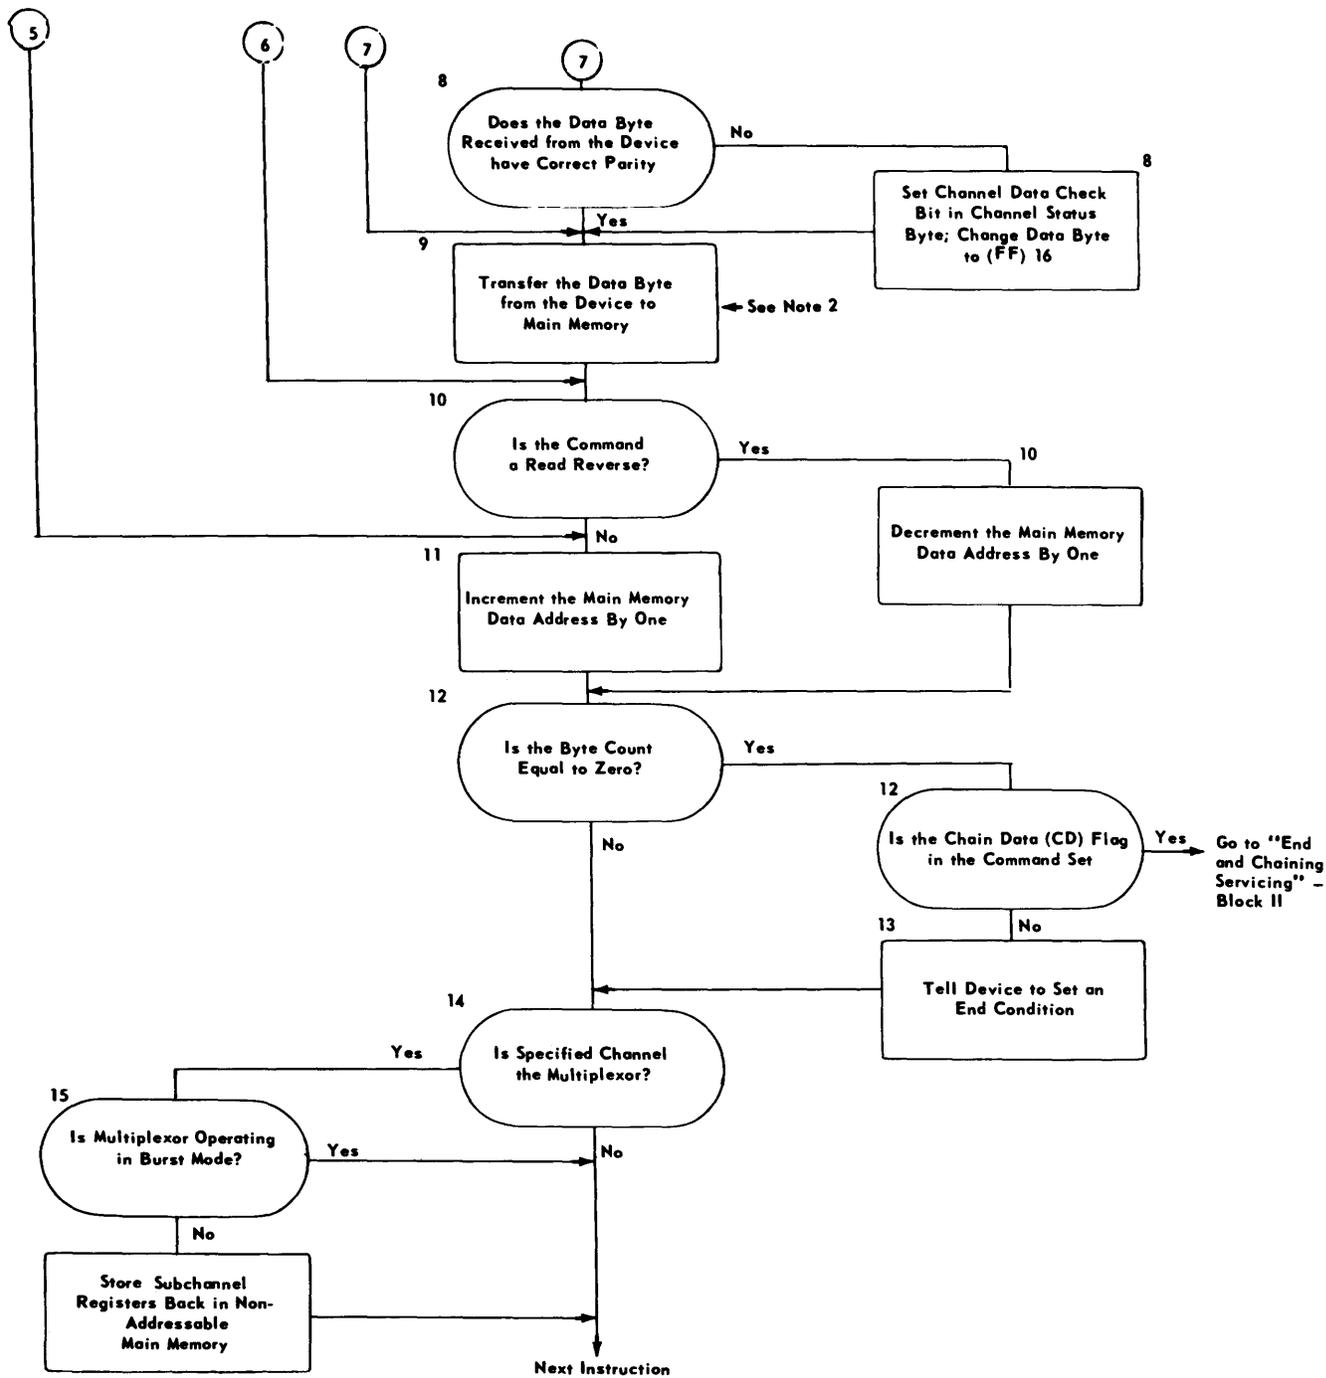 5
6
7
7
8
Does the Data Byte
Received from the Device
have Correct Parity
No
8
Set Channel Data Check
Bit in Channel Status
Byte; Change Data Byte
to (FF) 16
Yes
9
Transfer the Data Byte
from the Device to
Main Memory
See Note 2
10
Is the Command
a Read Reverse?
Yes
10
Decrement the Main Memory
Data Address By One
No
11
Increment the Main Memory
Data Address By One
12
Is the Byte Count
Equal to Zero?
Yes
12
Is the Chain Data (CD) Flag
in the Command Set
Yes
Go to "End
and Chaining
Servicing" –
Block II
No
No
13
Tell Device to Set an
End Condition
14
Is Specified Channel
the Multiplexor?
Yes
15
Is Multiplexor Operating
in Burst Mode?
Yes
No
No
Store Subchannel
Registers Back in Non-
Addressable
Main Memory
Next Instruction